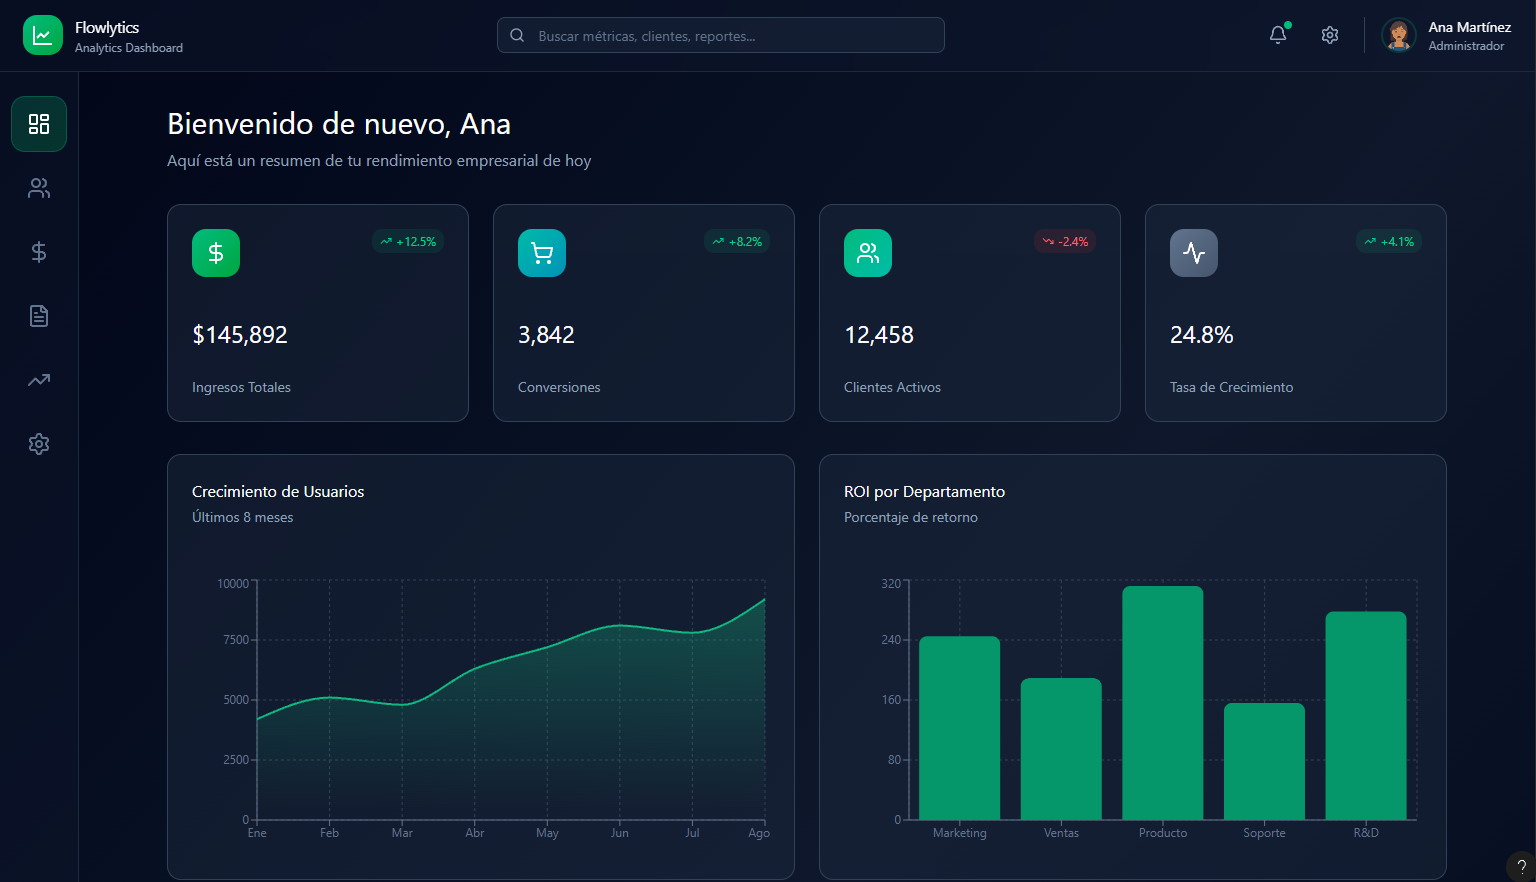 Flowlytics
Analytics Dashboard
Buscar métricas, clientes, reportes...
Ana Martínez
Administrador
Bienvenido de nuevo, Ana
Aquí está un resumen de tu rendimiento empresarial de hoy
+12.5%
$145,892
Ingresos Totales
+8.2%
3,842
Conversiones
-2.4%
12,458
Clientes Activos
+4.1%
24.8%
Tasa de Crecimiento
Crecimiento de Usuarios
Últimos 8 meses
10000
7500
5000
2500
0
Ene Feb Mar Abr May Jun Jul Ago
ROI por Departamento
Porcentaje de retorno
320
240
160
80
0
Marketing Ventas Producto Soporte R&D
?